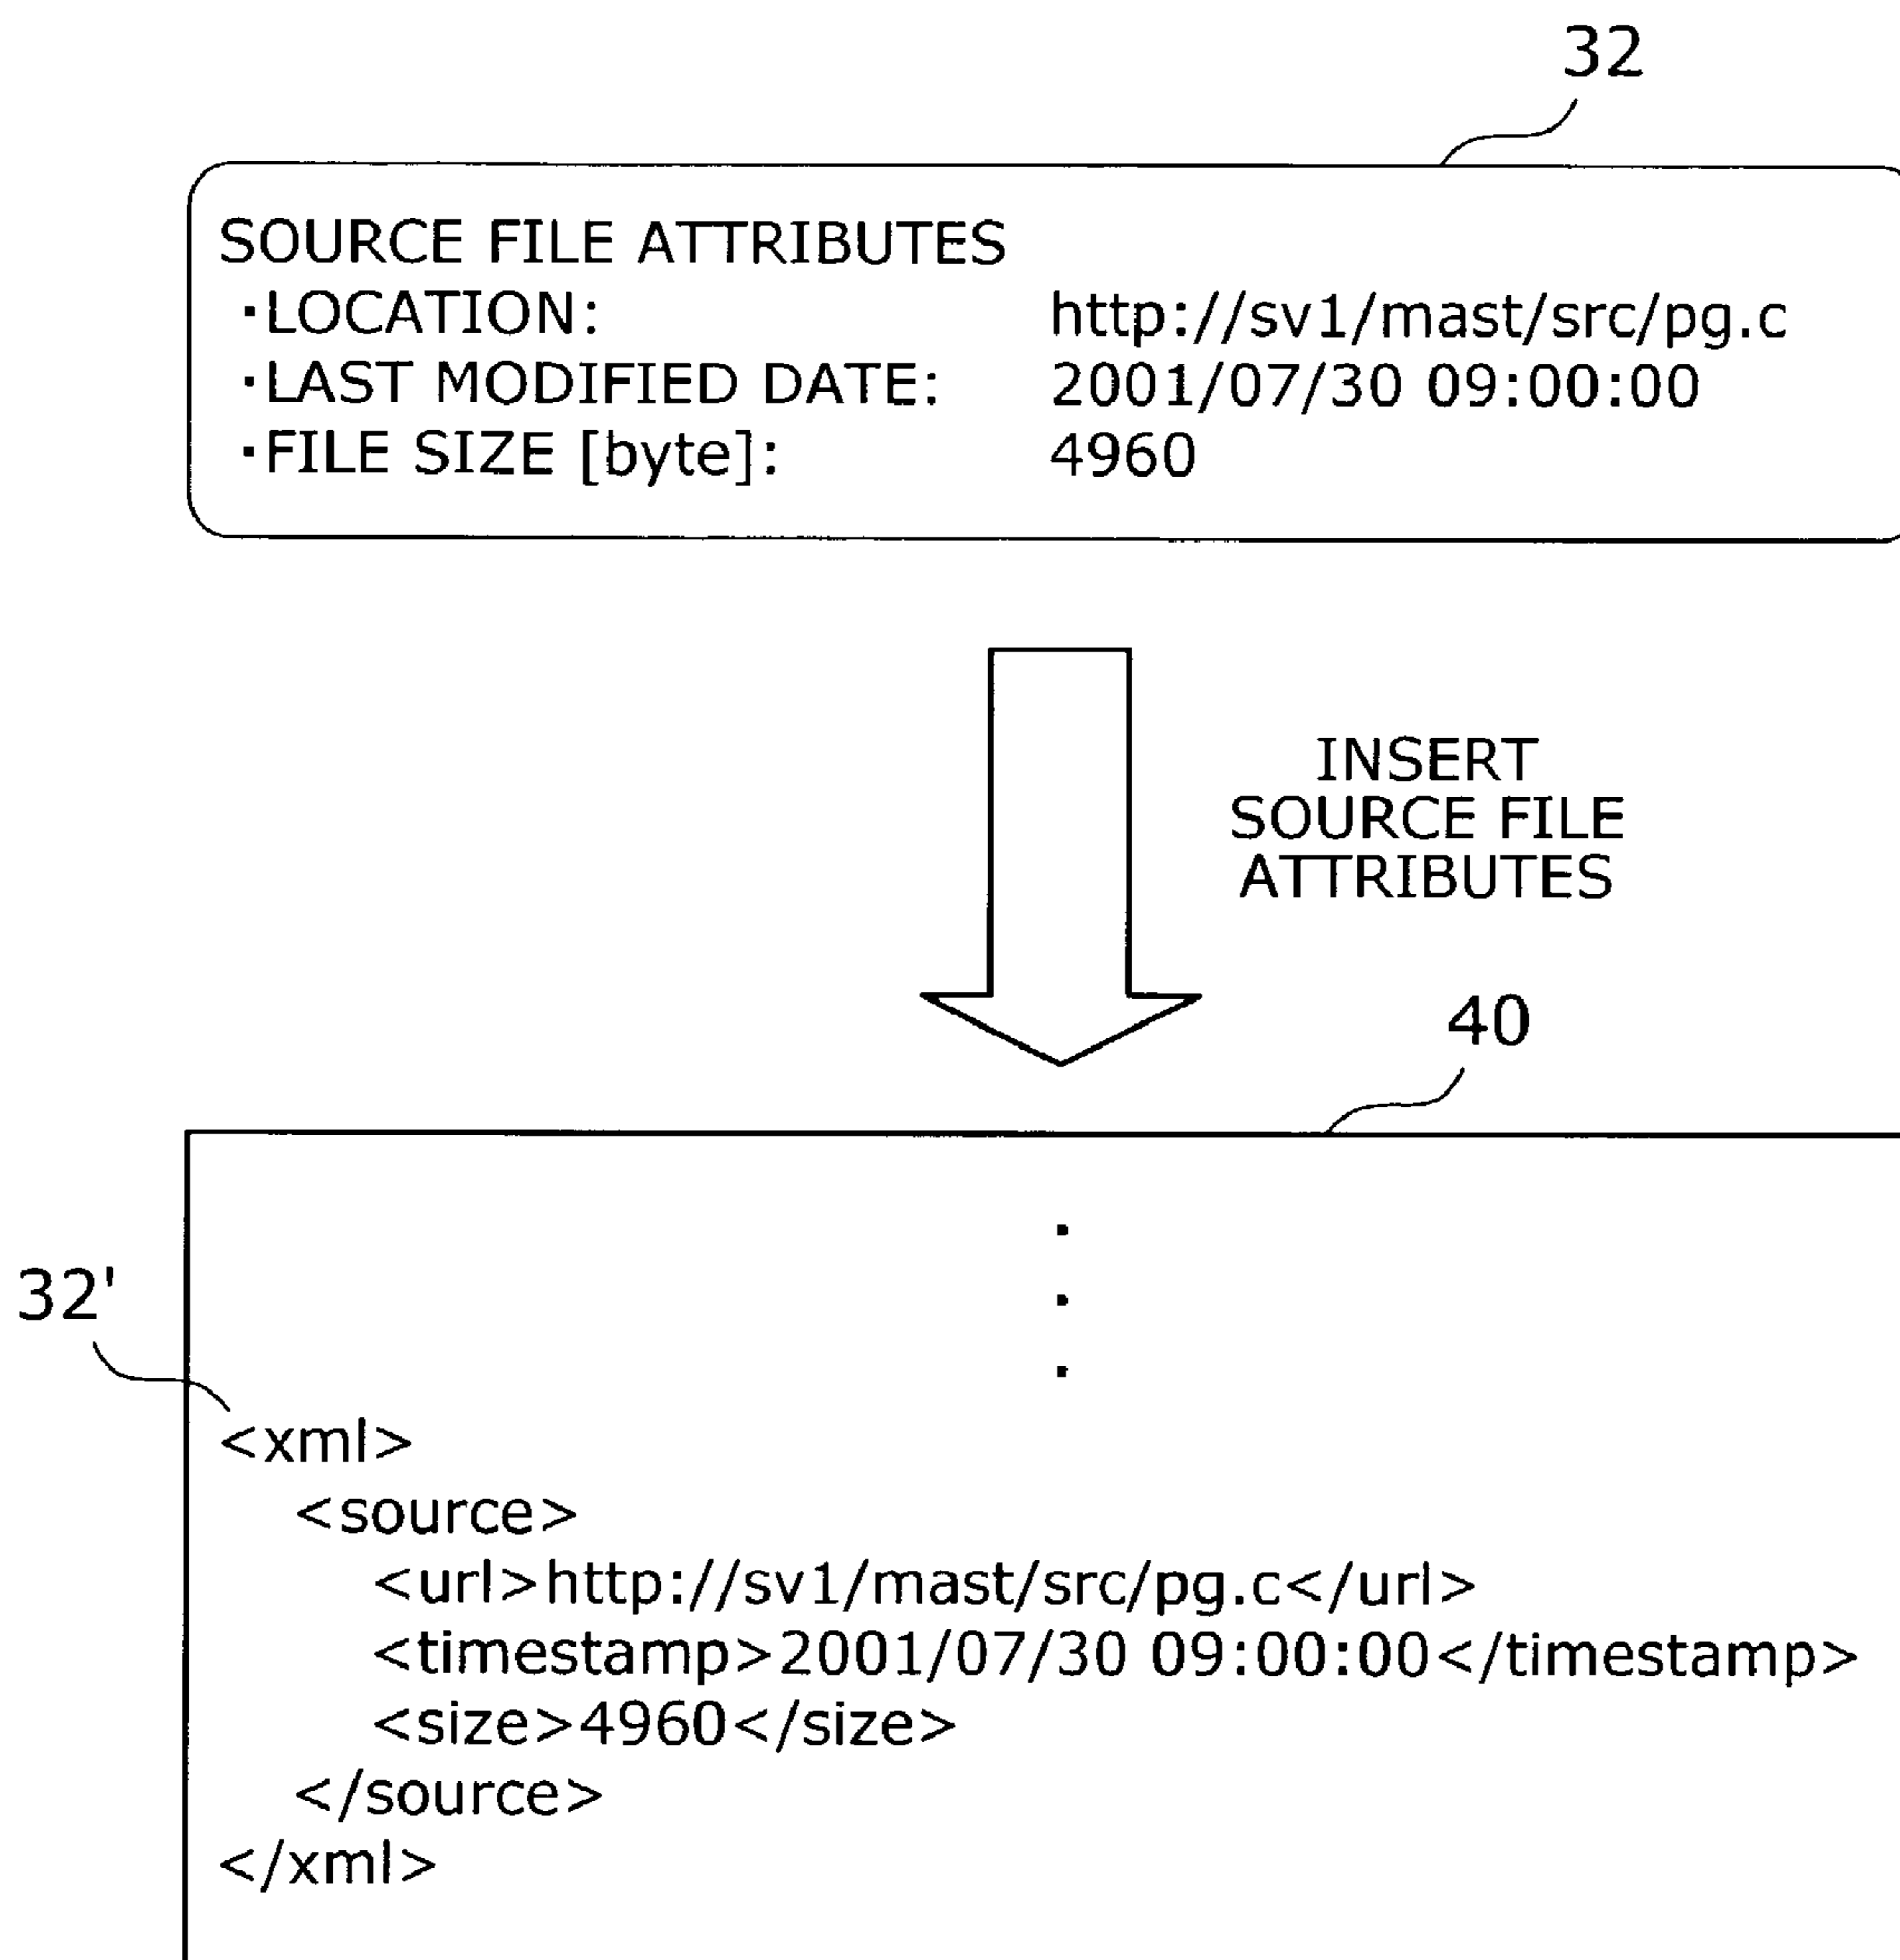 32
SOURCE FILE ATTRIBUTES
·LOCATION: http://sv1/mast/src/pg.c
·LAST MODIFIED DATE: 2001/07/30 09:00:00
·FILE SIZE [byte]: 4960
INSERT
SOURCE FILE
ATTRIBUTES
40
.
.
.
32'
<xml>
<source>
<url>http://sv1/mast/src/pg.c</url>
<timestamp>2001/07/30 09:00:00</timestamp>
<size>4960</size>
</source>
</xml>